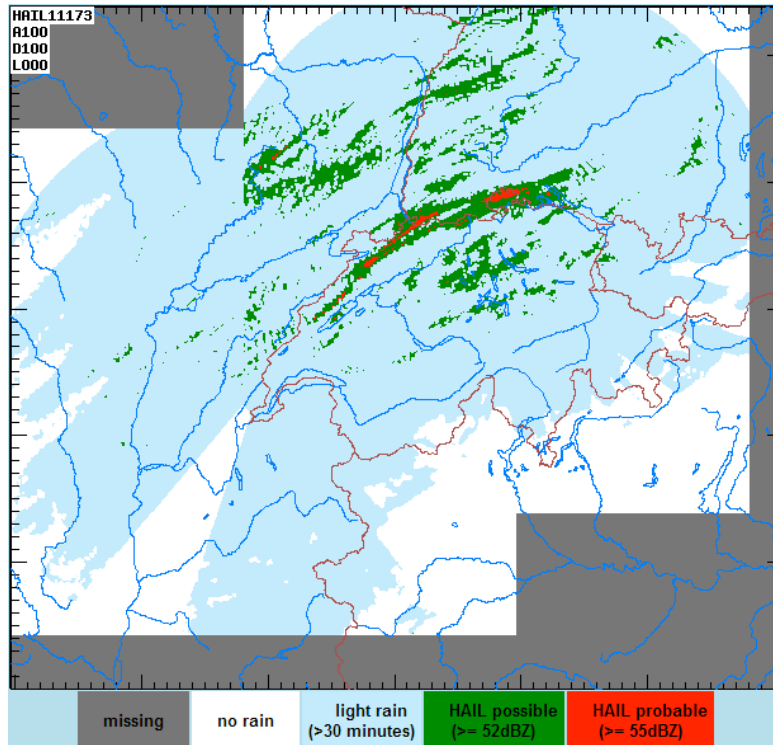 HAIL11173
A100
D100
L000
missing
no rain
light rain
(>30 minutes)
HAIL possible
(>= 52dBZ)
HAIL probable
(>= 55dBZ)